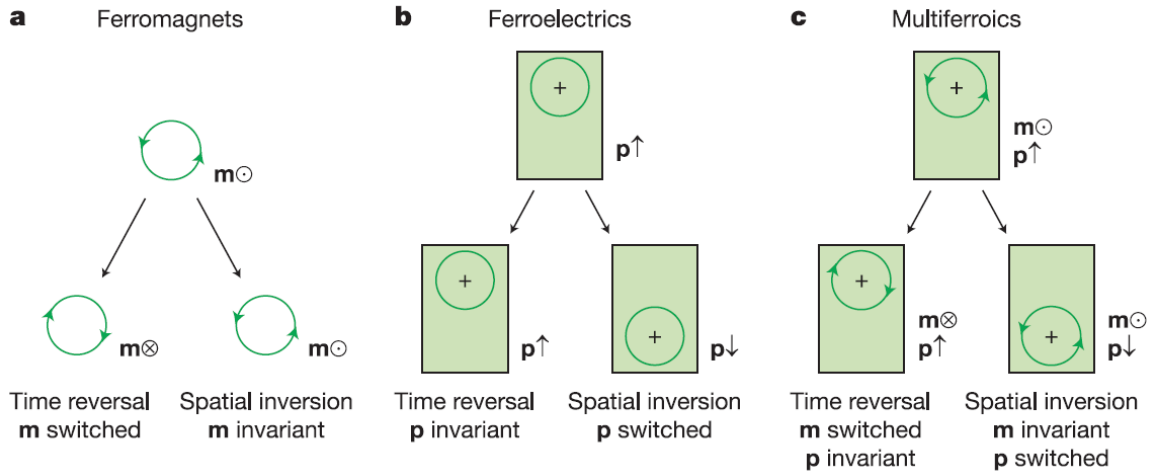 a Ferromagnets
m⊙
m⊗
m⊙
Time reversal
m switched
Spatial inversion
m invariant
b Ferroelectrics
+
p↑
+
p↑
+
p↓
Time reversal
p invariant
Spatial inversion
p switched
c Multiferroics
+
m⊙
p↑
+
m⊗
p↑
+
m⊙
p↓
Time reversal
m switched
p invariant
Spatial inversion
m invariant
p switched